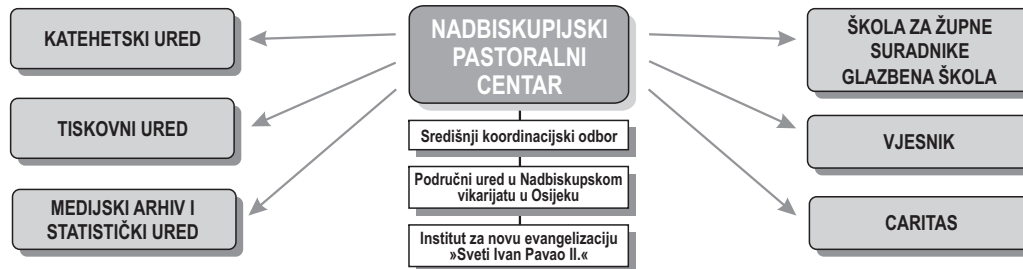 KATEHETSKI URED
TISKOVNI URED
MEDIJSKI ARHIV I
STATISTIČKI URED
NADBISKUPIJSKI
PASTORALNI
CENTAR
Središnji koordinacijski odbor
Područni ured u Nadbiskupskom
vikarijatu u Osijeku
Institut za novu evangelizaciju
»Sveti Ivan Pavao II.«
ŠKOLA ZA ŽUPNE
SURADNIKE
GLAZBENA ŠKOLA
VJESNIK
CARITAS